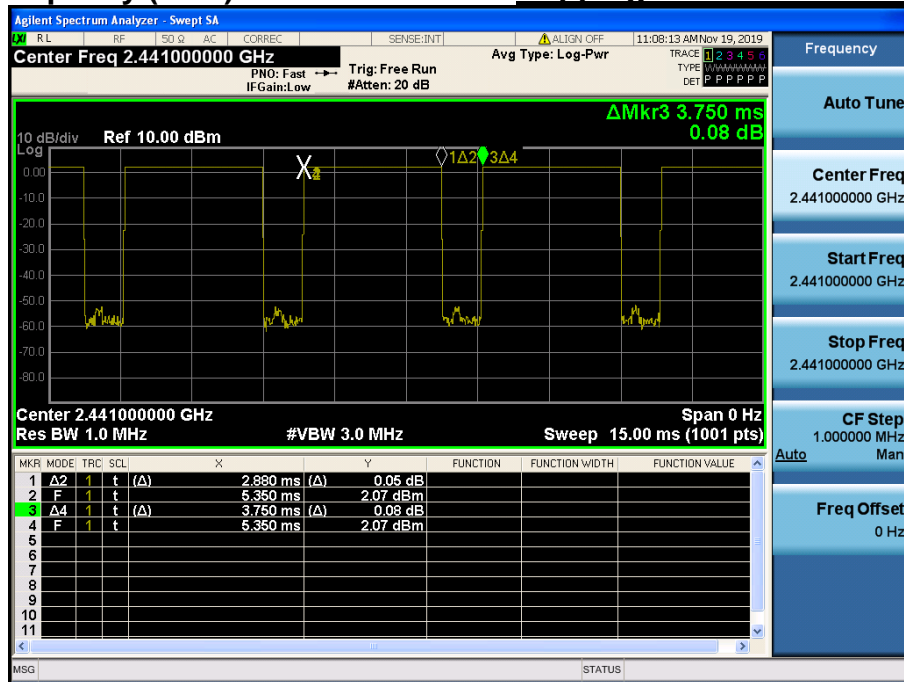 Agilent Spectrum Analyzer - Swept SA
LXI RL RF 50 Ω AC CORREC SENSE:INT ALIGN OFF 11:08:13 AM Nov 19, 2019
Center Freq 2.441000000 GHz
PNO: Fast
IFGain:Low
Trig: Free Run
#Atten: 20 dB
Avg Type: Log-Pwr
TRACE 1 2 3 4 5 6
TYPE
DET P P P P P P
ΔMkr3 3.750 ms
0.08 dB
10 dB/div Ref 10.00 dBm
Log
0.00
-10.0
-20.0
-30.0
-40.0
-50.0
-60.0
-70.0
-80.0
1Δ2 3Δ4
Center 2.441000000 GHz Span 0 Hz
Res BW 1.0 MHz #VBW 3.0 MHz Sweep 15.00 ms (1001 pts)
MKR MODE TRC SCL X Y FUNCTION FUNCTION WIDTH FUNCTION VALUE
1 Δ2 1 t (Δ) 2.880 ms (Δ) 0.05 dB
2 F 1 t 5.350 ms 2.07 dBm
3 Δ4 1 t (Δ) 3.750 ms (Δ) 0.08 dB
4 F 1 t 5.350 ms 2.07 dBm
5
6
7
8
9
10
11
MSG STATUS
Frequency
Auto Tune
Center Freq
2.441000000 GHz
Start Freq
2.441000000 GHz
Stop Freq
2.441000000 GHz
CF Step
1.000000 MHz
Auto Man
Freq Offset
0 Hz